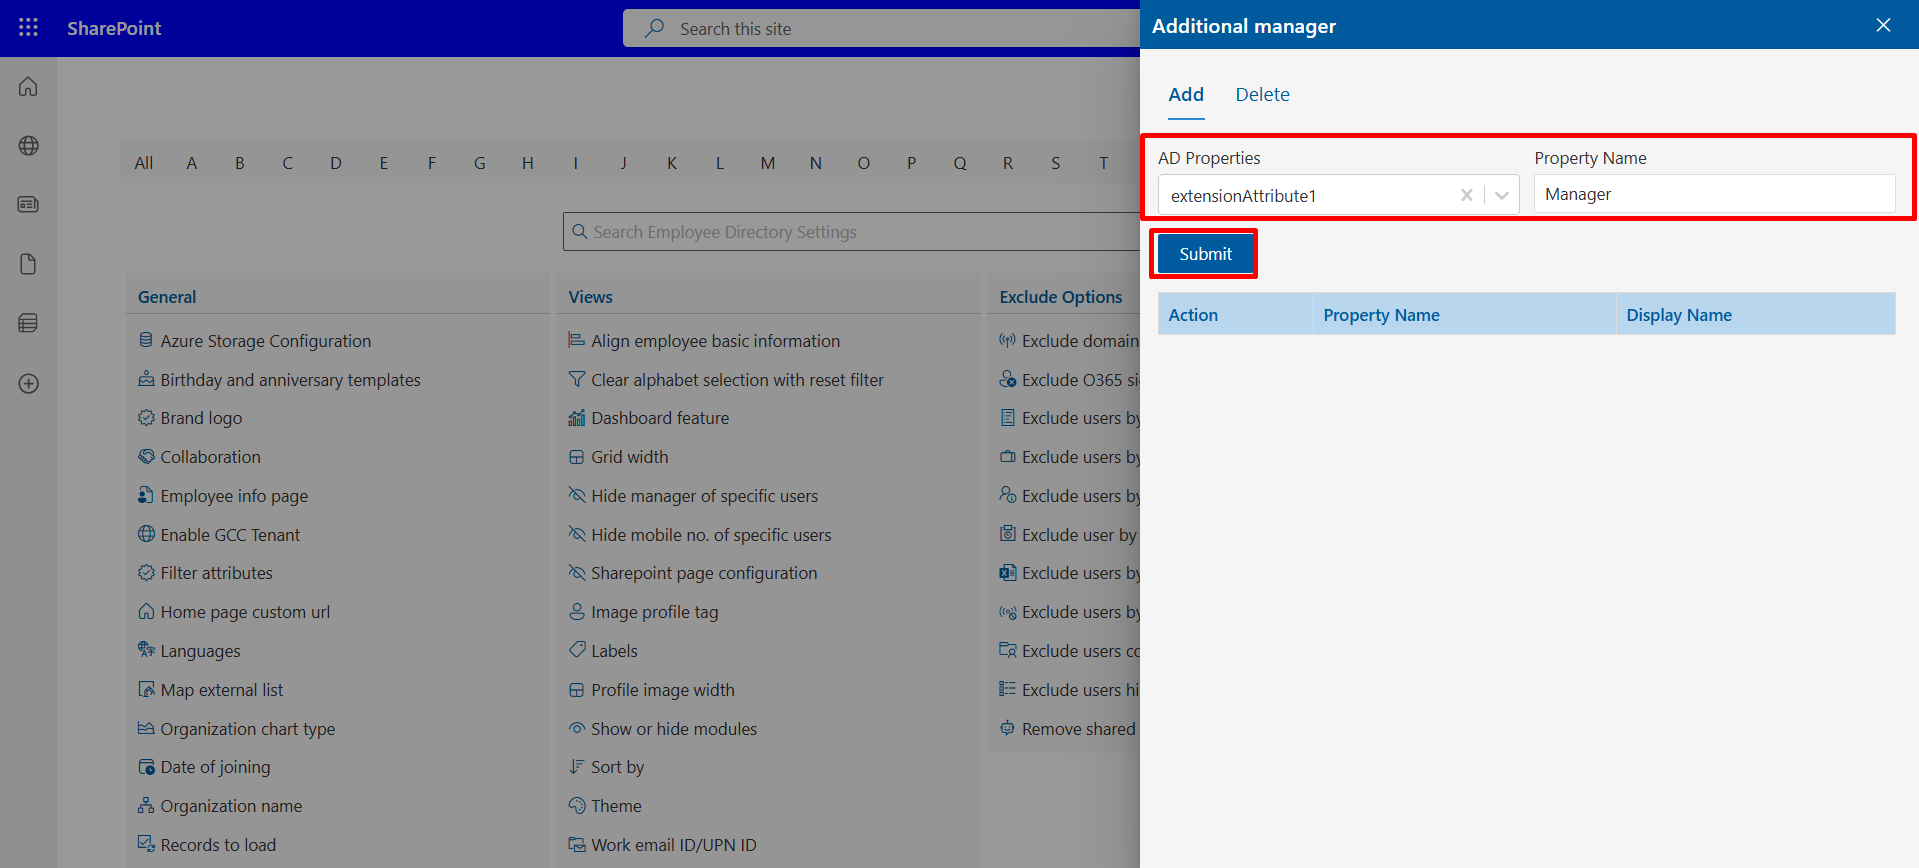 SharePoint
Search this site
Additional manager
Add Delete
AD Properties Property Name
extensionAttribute1 Manager
Submit
Action Property Name Display Name
All A B C D E F G H I J K L M N O P Q R S T
Search Employee Directory Settings
General
Azure Storage Configuration
Birthday and anniversary templates
Brand logo
Collaboration
Employee info page
Enable GCC Tenant
Filter attributes
Home page custom url
Languages
Map external list
Organization chart type
Date of joining
Organization name
Records to load
Views
Align employee basic information
Clear alphabet selection with reset filter
Dashboard feature
Grid width
Hide manager of specific users
Hide mobile no. of specific users
Sharepoint page configuration
Image profile tag
Labels
Profile image width
Show or hide modules
Sort by
Theme
Work email ID/UPN ID
Exclude Options
Exclude domain
Exclude O365 si
Exclude users by
Exclude users by
Exclude users by
Exclude user by
Exclude users by
Exclude users by
Exclude users co
Exclude users hi
Remove shared